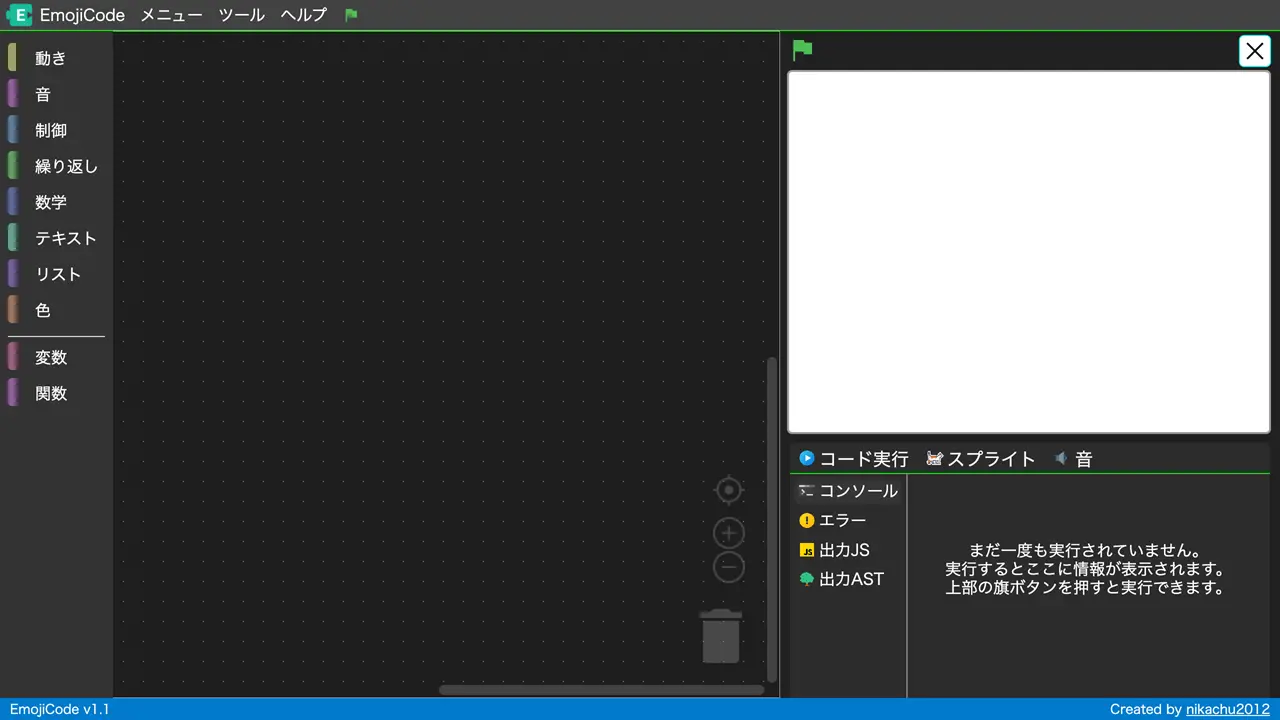 E EmojiCode メニュー ツール ヘルプ
動き
音
制御
繰り返し
数学
テキスト
リスト
色
変数
関数
コード実行 スプライト 音
コンソール
エラー
JS 出力JS
出力AST
まだ一度も実行されていません。
実行するとここに情報が表示されます。
上部の旗ボタンを押すと実行できます。
EmojiCode v1.1
Created by nikachu2012